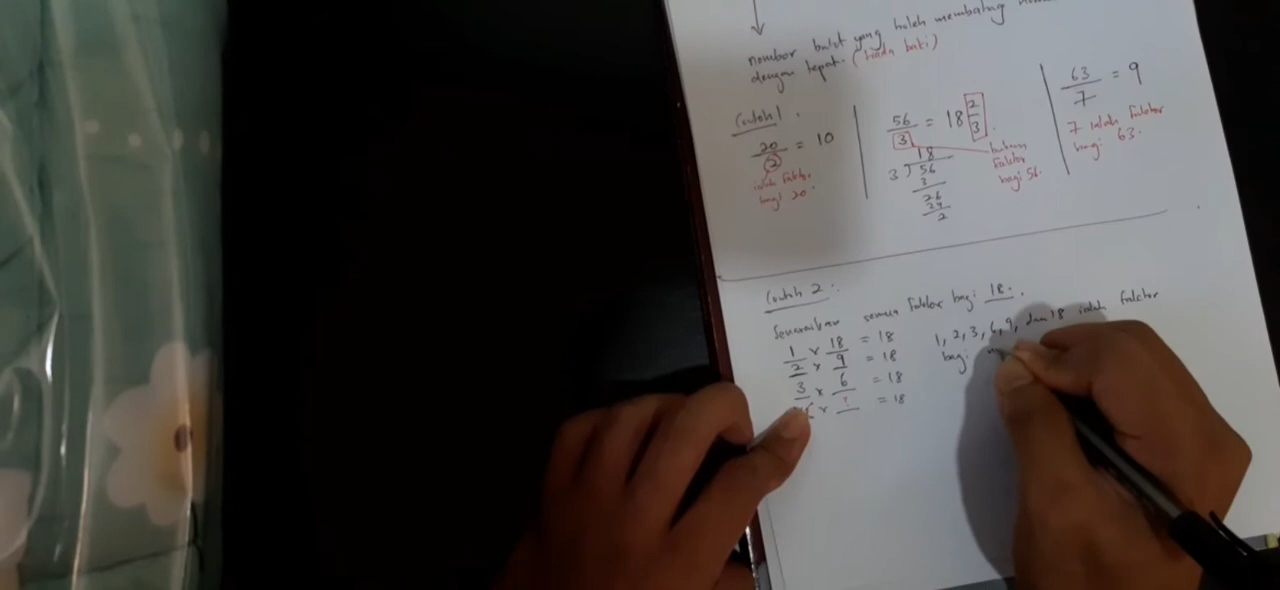 nombor bulat yang boleh membahag
dengan tepat. (tiada baki)
Contoh 1.
20/2 = 10
ialah faktor
bagi 20.
56/3 = 18 2/3
bukan
faktor
bagi 56.
18
3 ) 56
3
26
24
2
63/7 = 9
7 ialah faktor
bagi 63.
Contoh 2:
Senaraikan semua faktor bagi 18.
1 × 18 = 18
2 × 9 = 18
3 × 6 = 18
× ? = 18
1, 2, 3, 6, 9, dan 18 ialah faktor
bagi